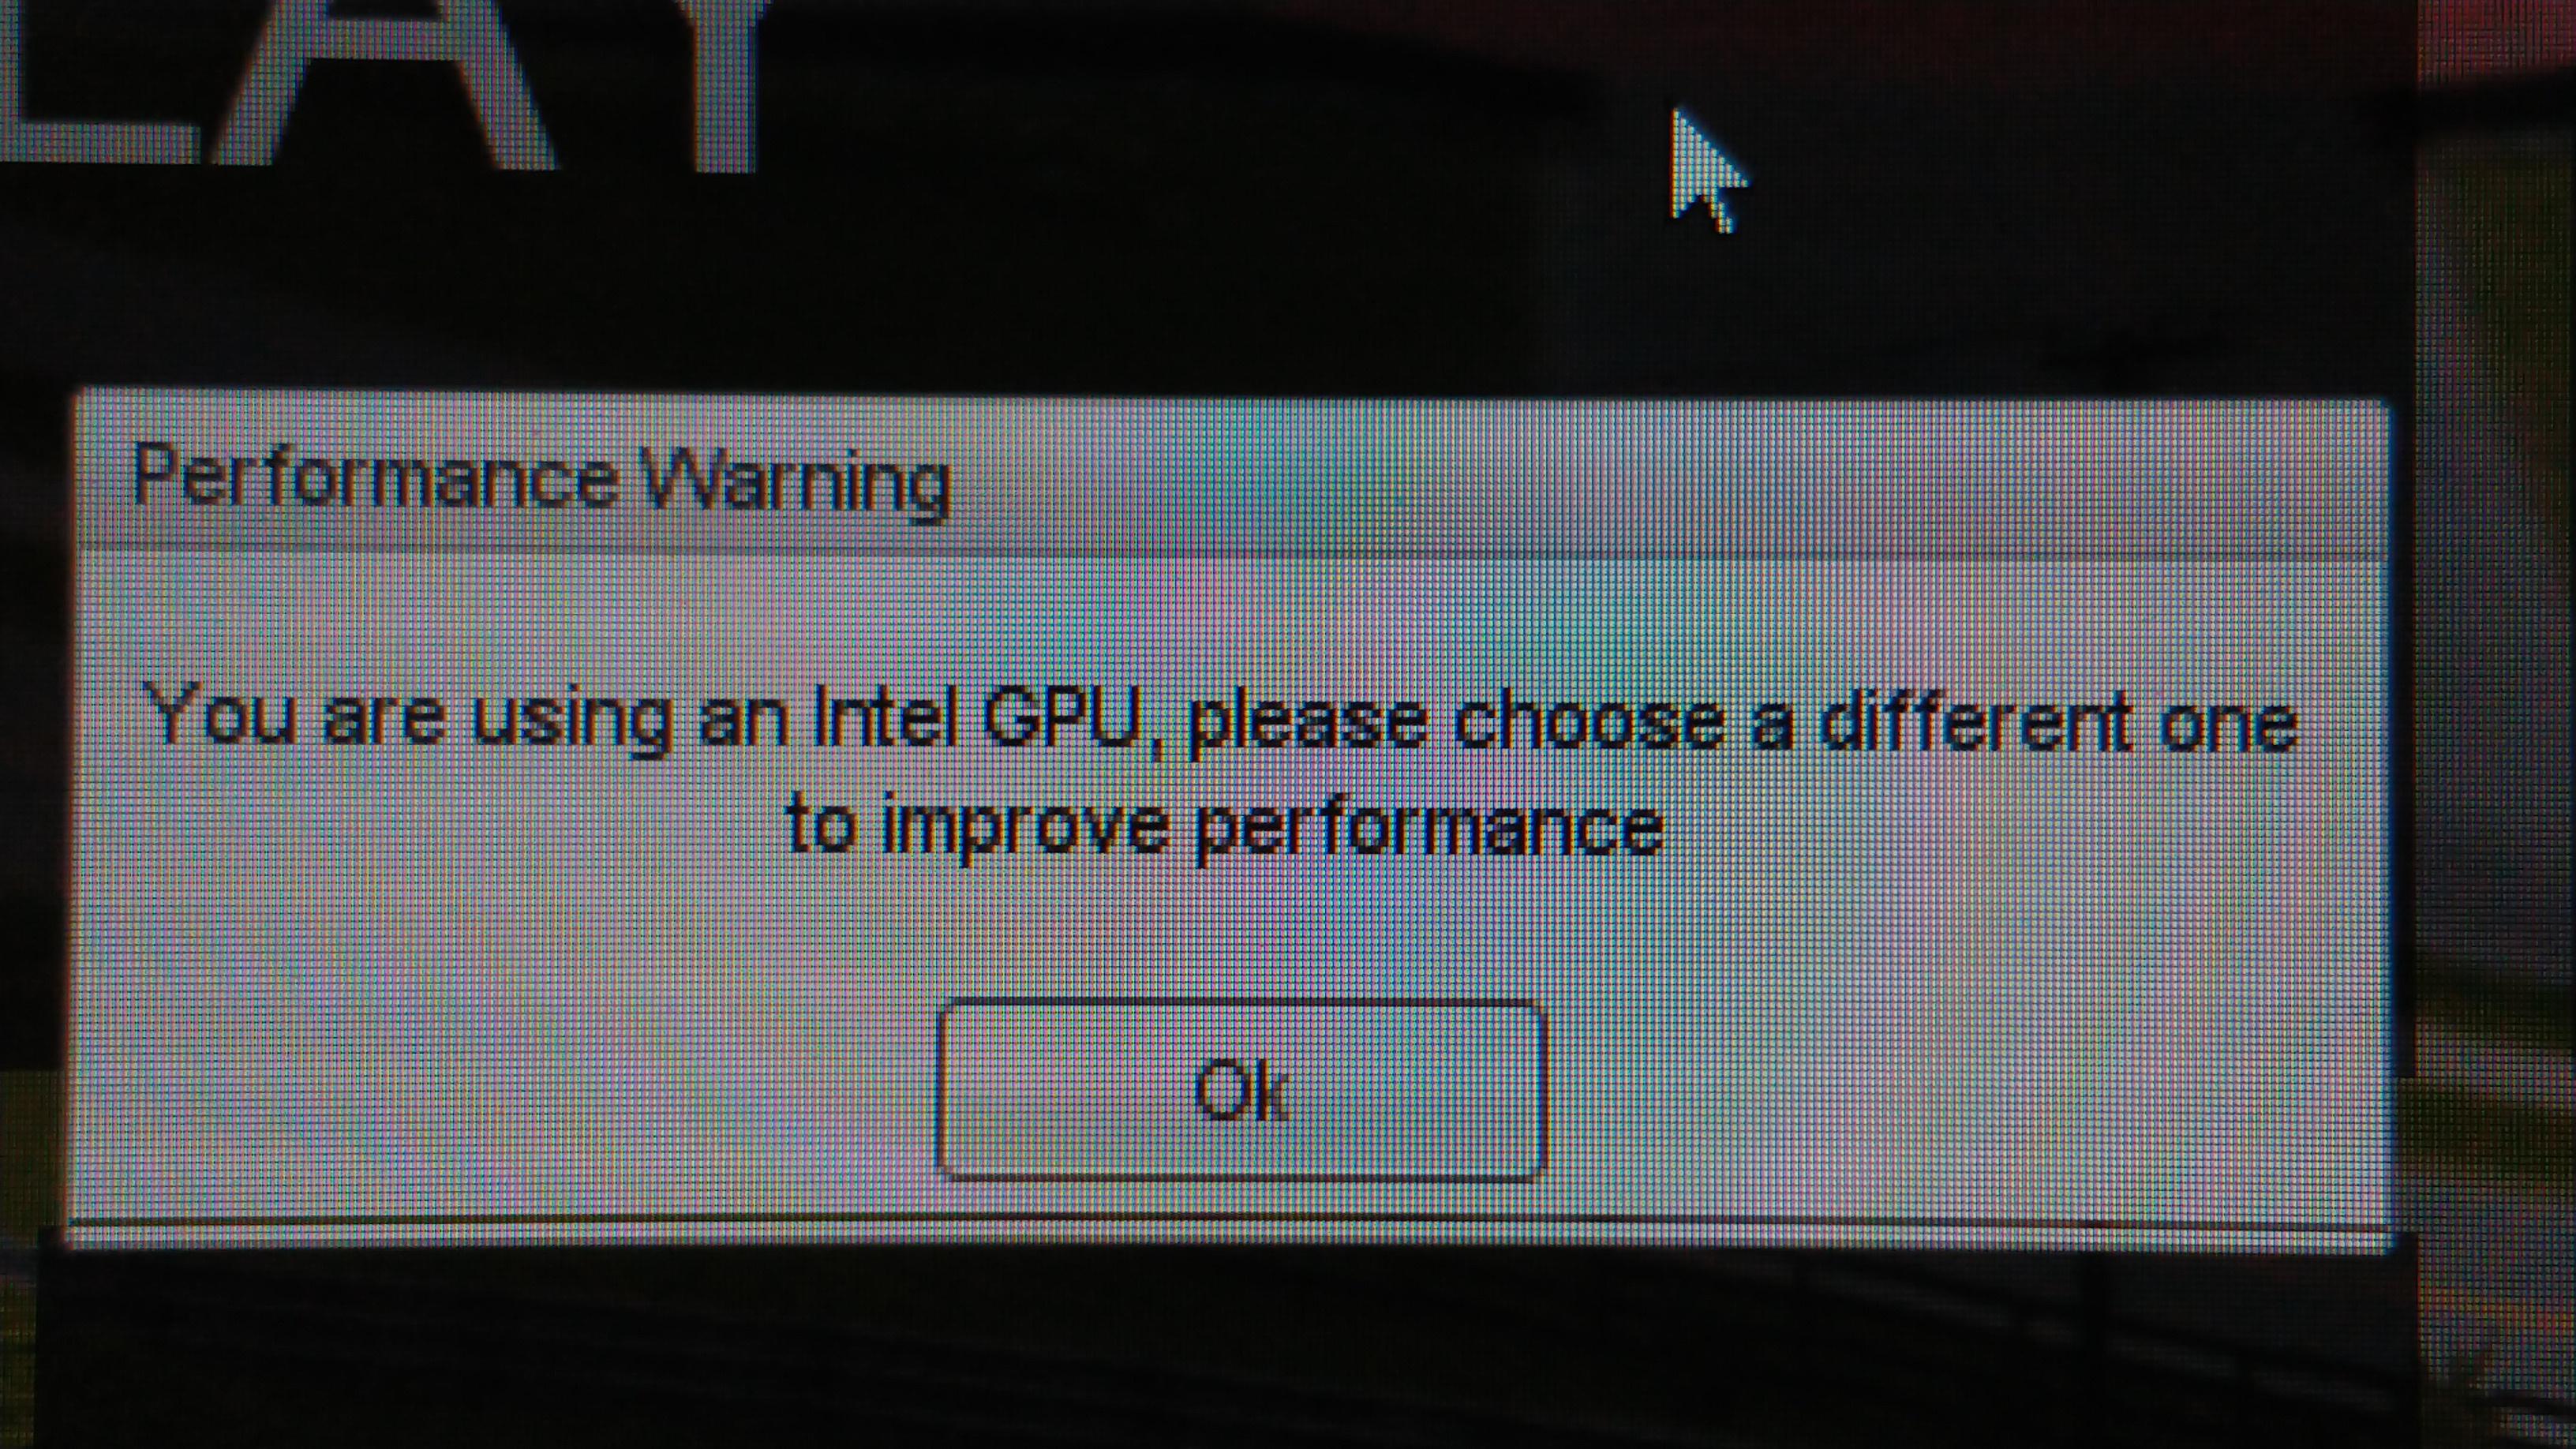 LAY
Performance Warning
You are using an Intel GPU, please choose a different one
to improve performance
Ok